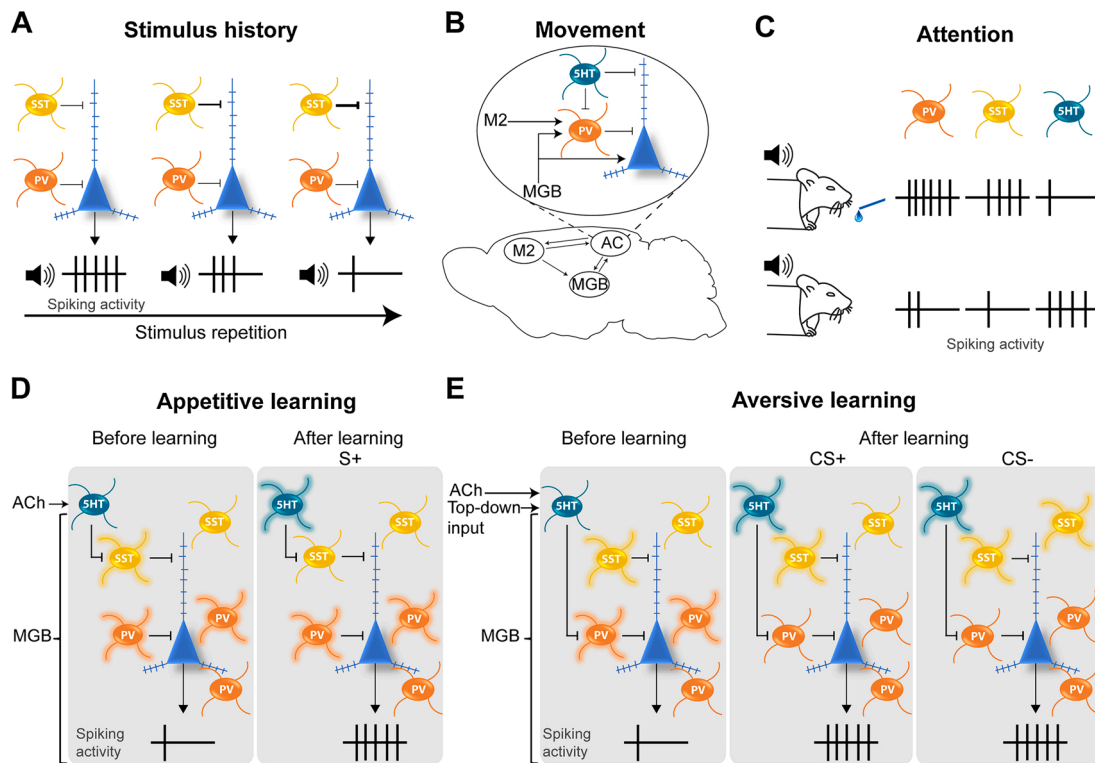 A
Stimulus history
SST
SST
SST
PV
PV
PV
Spiking activity
Stimulus repetition
B
Movement
5HT
M2
PV
MGB
M2
AC
MGB
C
Attention
PV
SST
5HT
Spiking activity
D
Appetitive learning
Before learning
After learning
S+
ACh
5HT
5HT
SST
SST
SST
SST
MGB
PV
PV
PV
PV
PV
PV
Spiking
activity
E
Aversive learning
Before learning
After learning
CS+
CS-
ACh
Top-down
input
5HT
5HT
5HT
SST
SST
SST
SST
SST
SST
MGB
PV
PV
PV
PV
PV
PV
PV
PV
PV
Spiking
activity